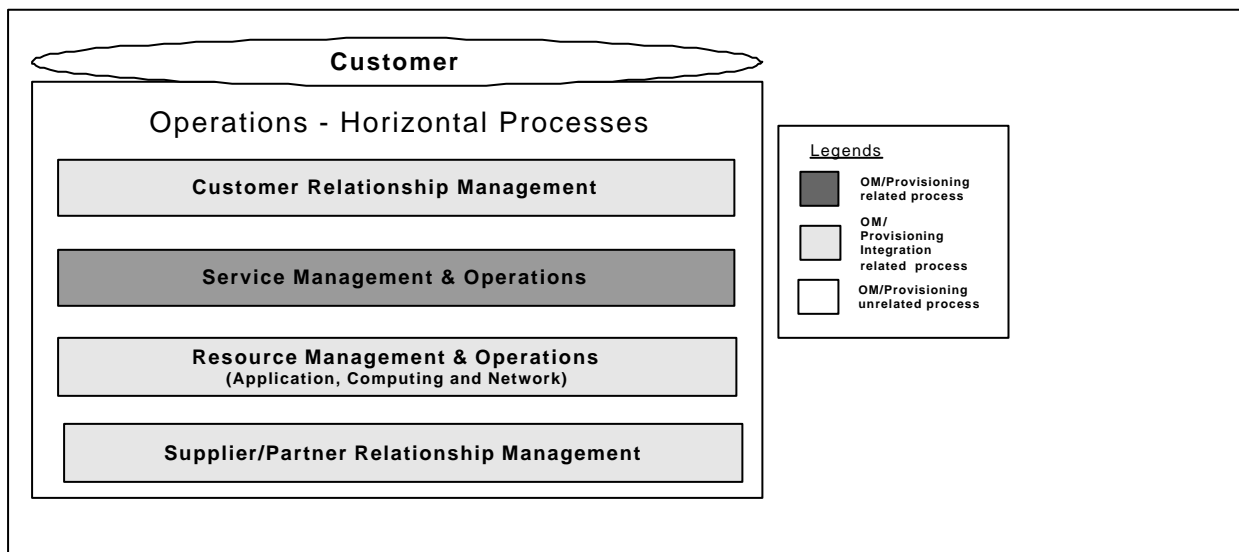 Customer
Operations - Horizontal Processes
Customer Relationship Management
Service Management & Operations
Resource Management & Operations
(Application, Computing and Network)
Supplier/Partner Relationship Management
Legends
OM/Provisioning
related process
OM/
Provisioning
Integration
related process
OM/Provisioning
unrelated process